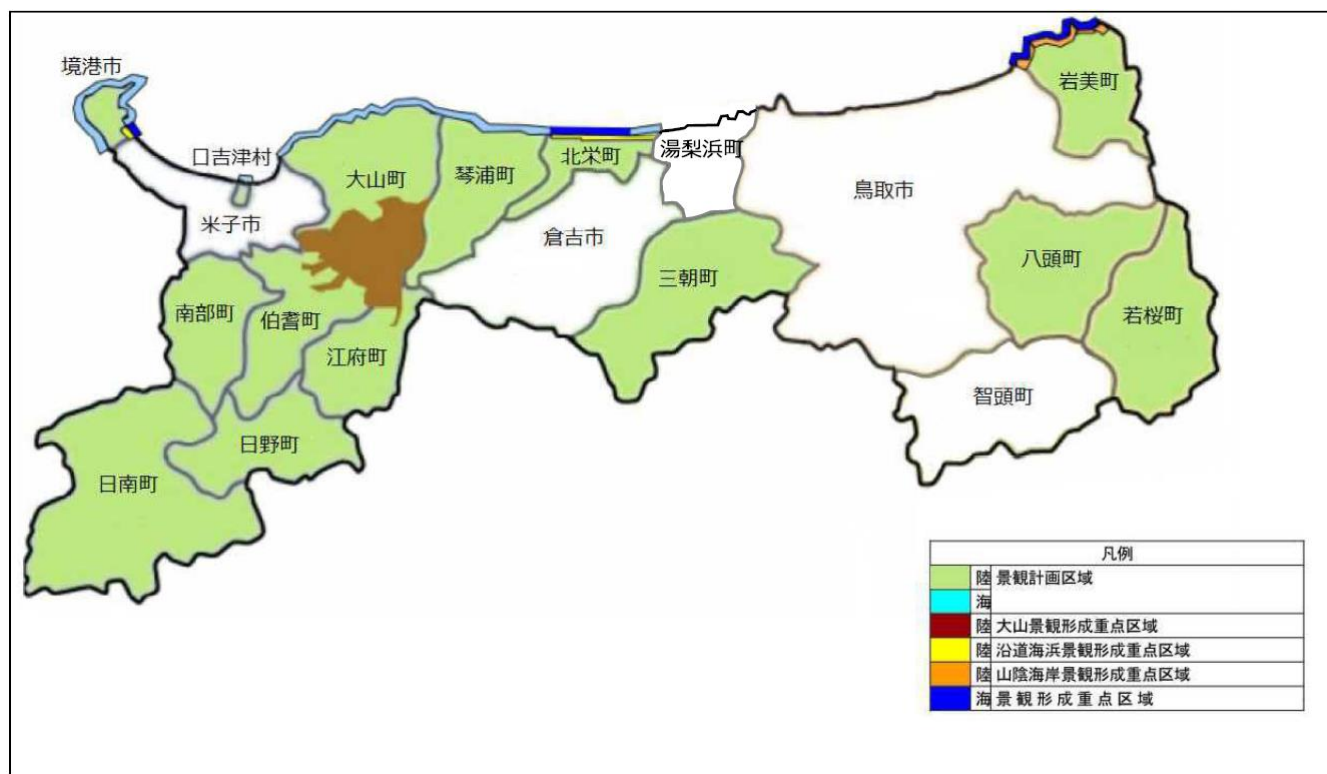 境港市
岩美町
口吉津村
大山町
琴浦町
北栄町
湯梨浜町
鳥取市
米子市
倉吉市
八頭町
三朝町
南部町
伯耆町
若桜町
江府町
智頭町
日野町
日南町
凡例
陸 景観計画区域
海
陸 大山景観形成重点区域
陸 沿道海浜景観形成重点区域
陸 山陰海岸景観形成重点区域
海 景観形成重点区域